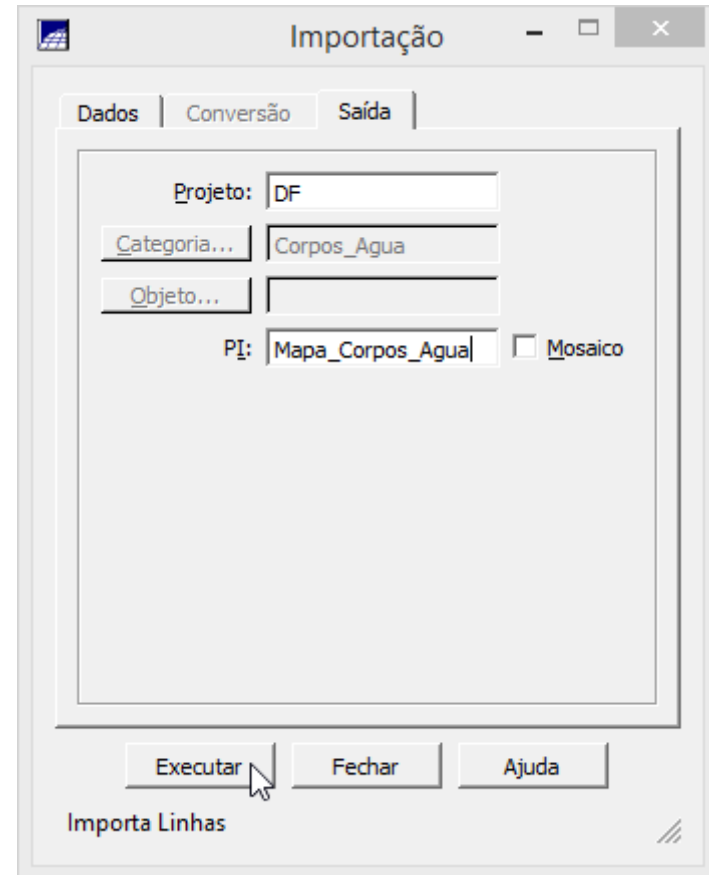 Importação
Dados Conversão Saída
Projeto: DF
Categoria... Corpos_Agua
Objeto...
PI: Mapa_Corpos_Agua Mosaico
Executar Fechar Ajuda
Importa Linhas